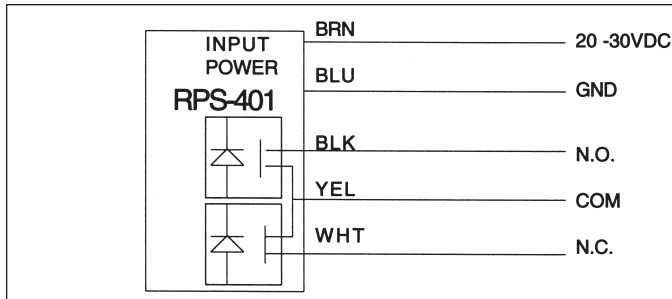 BRN
INPUT POWER
20 -30VDC
BLU
GND
RPS-401
BLK
N.O.
YEL
COM
WHT
N.C.